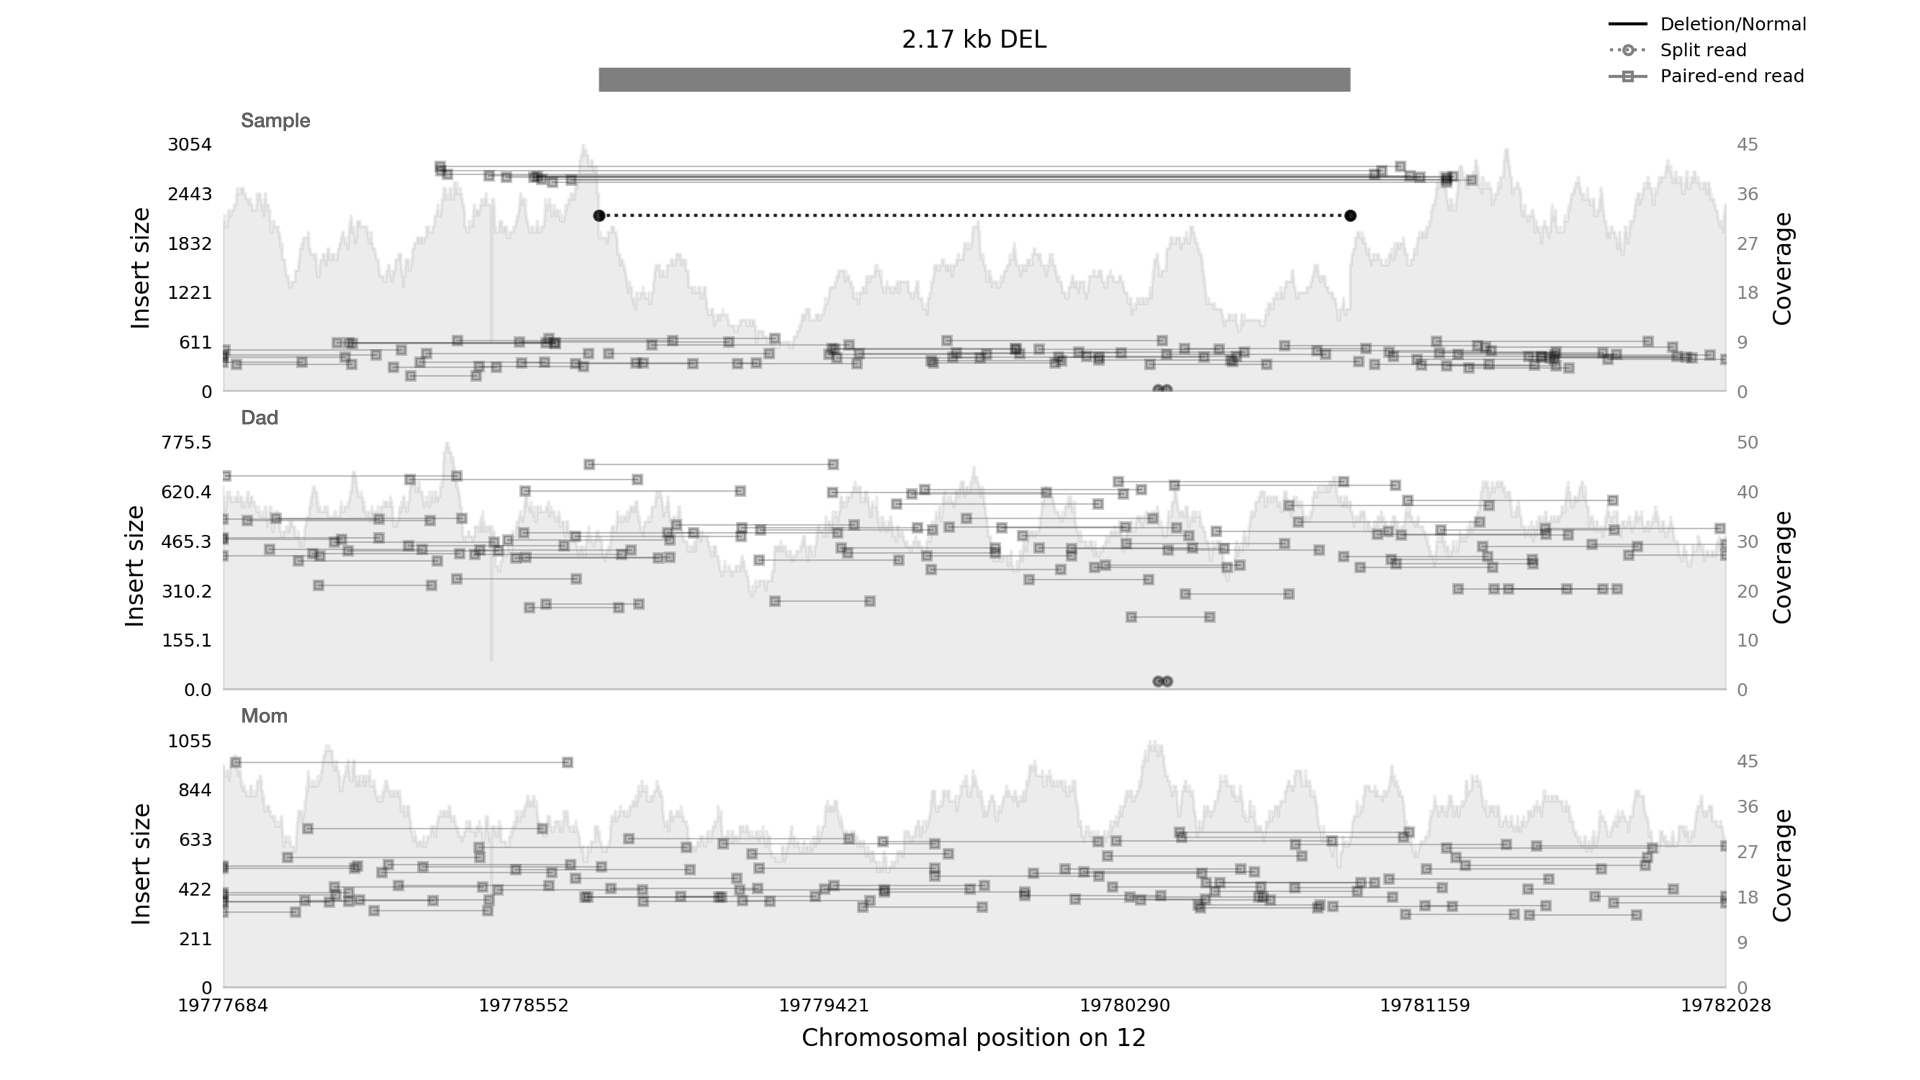 2.17 kb DEL
Deletion/Normal
Split read
Paired-end read
Sample
3054
2443
1832
1221
611
0
Insert size
45
36
27
18
9
0
Coverage
Dad
775.5
620.4
465.3
310.2
155.1
0.0
Insert size
50
40
30
20
10
0
Coverage
Mom
1055
844
633
422
211
0
Insert size
45
36
27
18
9
0
Coverage
19777684 19778552 19779421 19780290 19781159 19782028
Chromosomal position on 12